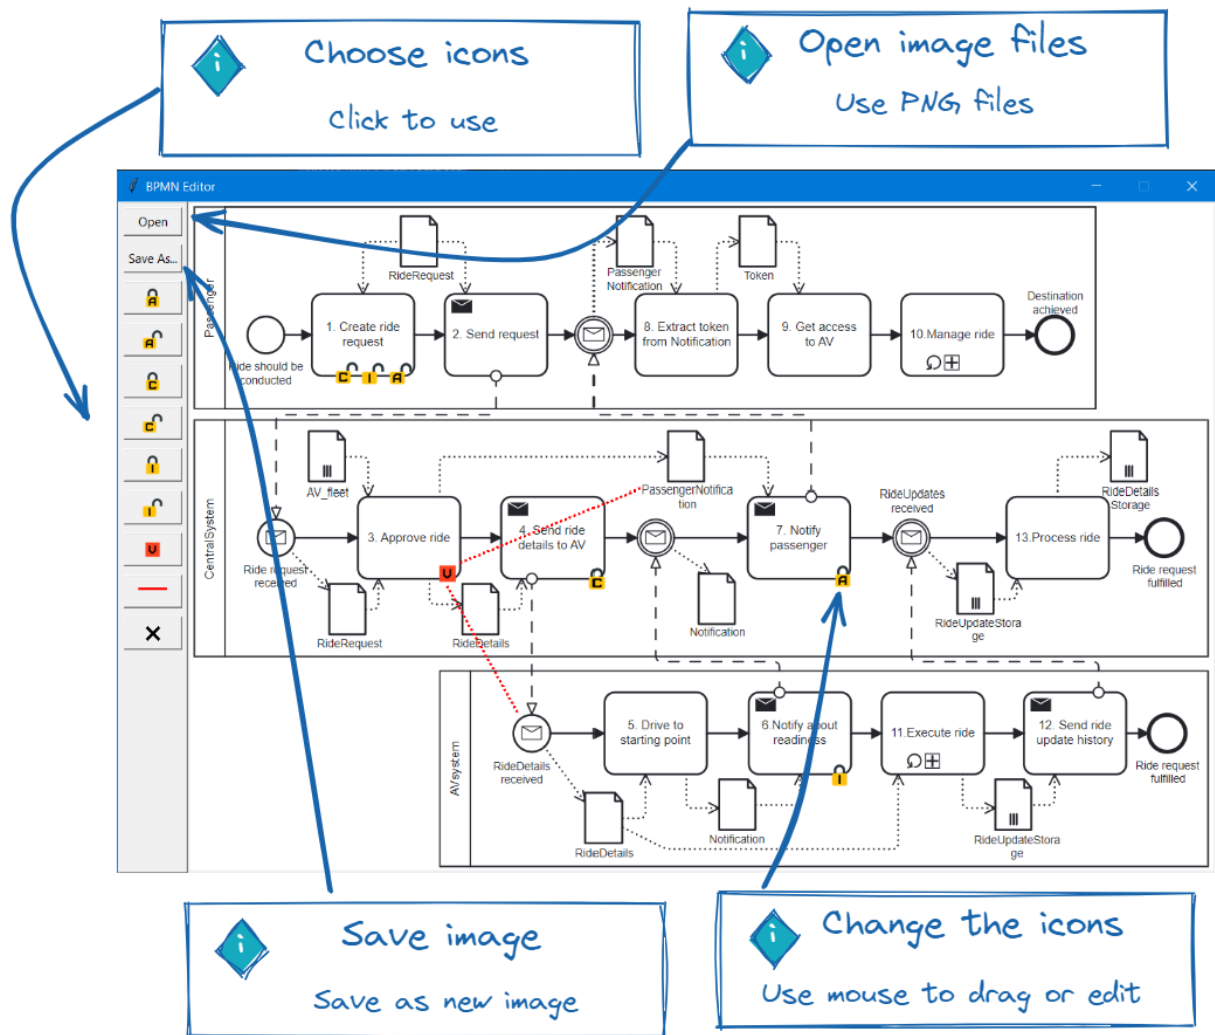 Choose icons
Click to use
Open image files
Use PNG files
BPMN Editor
Open
Save As...
A
A
C
C
I
I
V
Passenger
Ride should be
conducted
RideRequest
1. Create ride
request
C
I
A
2. Send request
Passenger
Notification
8. Extract token
from Notification
Token
9. Get access
to AV
10.Manage ride
Destination
achieved
CentralSystem
Ride request
received
AV_fleet
RideRequest
3. Approve ride
V
RideDetails
4. Send ride
details to AV
C
PassengerNotifica
tion
Notification
7. Notify
passenger
A
RideUpdates
received
RideUpdateStora
ge
13.Process ride
RideDetails
Storage
Ride request
fulfilled
AVsystem
RideDetails
received
RideDetails
5. Drive to
starting point
Notification
6.Notify about
readiness
I
11.Execute ride
RideUpdateStora
ge
12. Send ride
update history
Ride request
fulfilled
Save image
Save as new image
Change the icons
Use mouse to drag or edit